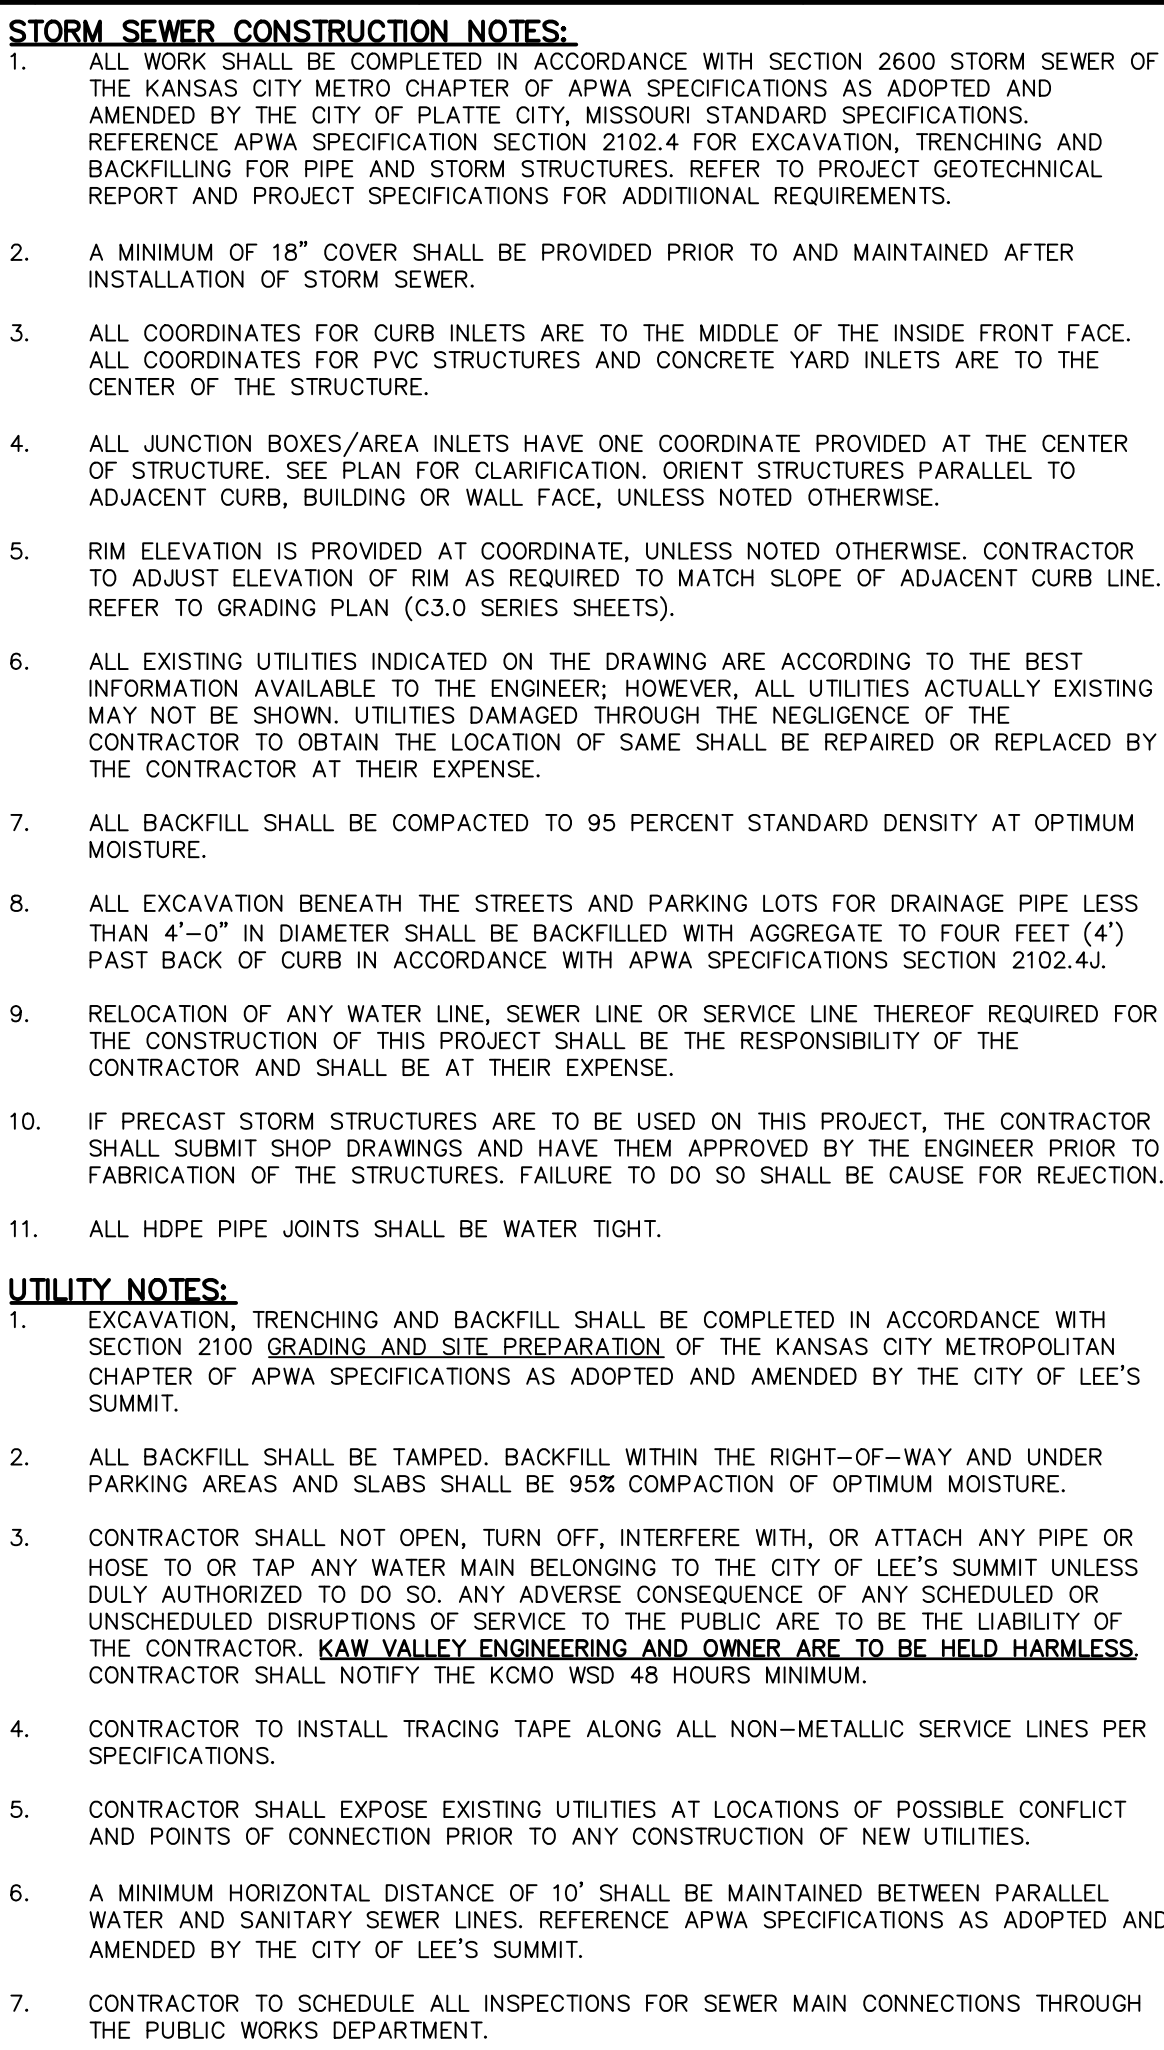 STORM SEWER CONSTRUCTION NOTES:
1. ALL WORK SHALL BE COMPLETED IN ACCORDANCE WITH SECTION 2600 STORM SEWER OF
THE KANSAS CITY METRO CHAPTER OF APWA SPECIFICATIONS AS ADOPTED AND
AMENDED BY THE CITY OF PLATTE CITY, MISSOURI STANDARD SPECIFICATIONS.
REFERENCE APWA SPECIFICATION SECTION 2102.4 FOR EXCAVATION, TRENCHING AND
BACKFILLING FOR PIPE AND STORM STRUCTURES. REFER TO PROJECT GEOTECHNICAL
REPORT AND PROJECT SPECIFICATIONS FOR ADDITIIONAL REQUIREMENTS.
2. A MINIMUM OF 18" COVER SHALL BE PROVIDED PRIOR TO AND MAINTAINED AFTER
INSTALLATION OF STORM SEWER.
3. ALL COORDINATES FOR CURB INLETS ARE TO THE MIDDLE OF THE INSIDE FRONT FACE.
ALL COORDINATES FOR PVC STRUCTURES AND CONCRETE YARD INLETS ARE TO THE
CENTER OF THE STRUCTURE.
4. ALL JUNCTION BOXES/AREA INLETS HAVE ONE COORDINATE PROVIDED AT THE CENTER
OF STRUCTURE. SEE PLAN FOR CLARIFICATION. ORIENT STRUCTURES PARALLEL TO
ADJACENT CURB, BUILDING OR WALL FACE, UNLESS NOTED OTHERWISE.
5. RIM ELEVATION IS PROVIDED AT COORDINATE, UNLESS NOTED OTHERWISE. CONTRACTOR
TO ADJUST ELEVATION OF RIM AS REQUIRED TO MATCH SLOPE OF ADJACENT CURB LINE.
REFER TO GRADING PLAN (C3.0 SERIES SHEETS).
6. ALL EXISTING UTILITIES INDICATED ON THE DRAWING ARE ACCORDING TO THE BEST
INFORMATION AVAILABLE TO THE ENGINEER; HOWEVER, ALL UTILITIES ACTUALLY EXISTING
MAY NOT BE SHOWN. UTILITIES DAMAGED THROUGH THE NEGLIGENCE OF THE
CONTRACTOR TO OBTAIN THE LOCATION OF SAME SHALL BE REPAIRED OR REPLACED BY
THE CONTRACTOR AT THEIR EXPENSE.
7. ALL BACKFILL SHALL BE COMPACTED TO 95 PERCENT STANDARD DENSITY AT OPTIMUM
MOISTURE.
8. ALL EXCAVATION BENEATH THE STREETS AND PARKING LOTS FOR DRAINAGE PIPE LESS
THAN 4'-0" IN DIAMETER SHALL BE BACKFILLED WITH AGGREGATE TO FOUR FEET (4')
PAST BACK OF CURB IN ACCORDANCE WITH APWA SPECIFICATIONS SECTION 2102.4J.
9. RELOCATION OF ANY WATER LINE, SEWER LINE OR SERVICE LINE THEREOF REQUIRED FOR
THE CONSTRUCTION OF THIS PROJECT SHALL BE THE RESPONSIBILITY OF THE
CONTRACTOR AND SHALL BE AT THEIR EXPENSE.
10. IF PRECAST STORM STRUCTURES ARE TO BE USED ON THIS PROJECT, THE CONTRACTOR
SHALL SUBMIT SHOP DRAWINGS AND HAVE THEM APPROVED BY THE ENGINEER PRIOR TO
FABRICATION OF THE STRUCTURES. FAILURE TO DO SO SHALL BE CAUSE FOR REJECTION.
11. ALL HDPE PIPE JOINTS SHALL BE WATER TIGHT.
UTILITY NOTES:
1. EXCAVATION, TRENCHING AND BACKFILL SHALL BE COMPLETED IN ACCORDANCE WITH
SECTION 2100 GRADING AND SITE PREPARATION OF THE KANSAS CITY METROPOLITAN
CHAPTER OF APWA SPECIFICATIONS AS ADOPTED AND AMENDED BY THE CITY OF LEE'S
SUMMIT.
2. ALL BACKFILL SHALL BE TAMPED. BACKFILL WITHIN THE RIGHT-OF-WAY AND UNDER
PARKING AREAS AND SLABS SHALL BE 95% COMPACTION OF OPTIMUM MOISTURE.
3. CONTRACTOR SHALL NOT OPEN, TURN OFF, INTERFERE WITH, OR ATTACH ANY PIPE OR
HOSE TO OR TAP ANY WATER MAIN BELONGING TO THE CITY OF LEE'S SUMMIT UNLESS
DULY AUTHORIZED TO DO SO. ANY ADVERSE CONSEQUENCE OF ANY SCHEDULED OR
UNSCHEDULED DISRUPTIONS OF SERVICE TO THE PUBLIC ARE TO BE THE LIABILITY OF
THE CONTRACTOR. KAW VALLEY ENGINEERING AND OWNER ARE TO BE HELD HARMLESS.
CONTRACTOR SHALL NOTIFY THE KCMO WSD 48 HOURS MINIMUM.
4. CONTRACTOR TO INSTALL TRACING TAPE ALONG ALL NON-METALLIC SERVICE LINES PER
SPECIFICATIONS.
5. CONTRACTOR SHALL EXPOSE EXISTING UTILITIES AT LOCATIONS OF POSSIBLE CONFLICT
AND POINTS OF CONNECTION PRIOR TO ANY CONSTRUCTION OF NEW UTILITIES.
6. A MINIMUM HORIZONTAL DISTANCE OF 10' SHALL BE MAINTAINED BETWEEN PARALLEL
WATER AND SANITARY SEWER LINES. REFERENCE APWA SPECIFICATIONS AS ADOPTED AND
AMENDED BY THE CITY OF LEE'S SUMMIT.
7. CONTRACTOR TO SCHEDULE ALL INSPECTIONS FOR SEWER MAIN CONNECTIONS THROUGH
THE PUBLIC WORKS DEPARTMENT.